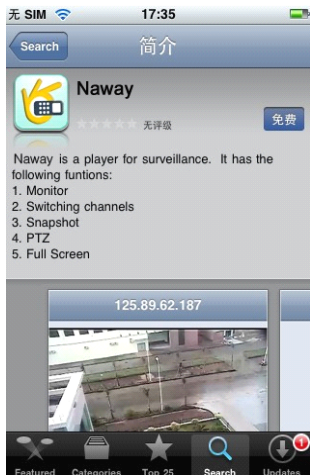 无 SIM 17:35
Search 简介
Naway
无评级 免费
Naway is a player for surveillance. It has the
following funtions:
1. Monitor
2. Switching channels
3. Snapshot
4. PTZ
5. Full Screen
125.89.62.187
1
Featured Categories Top 25 Search Updates